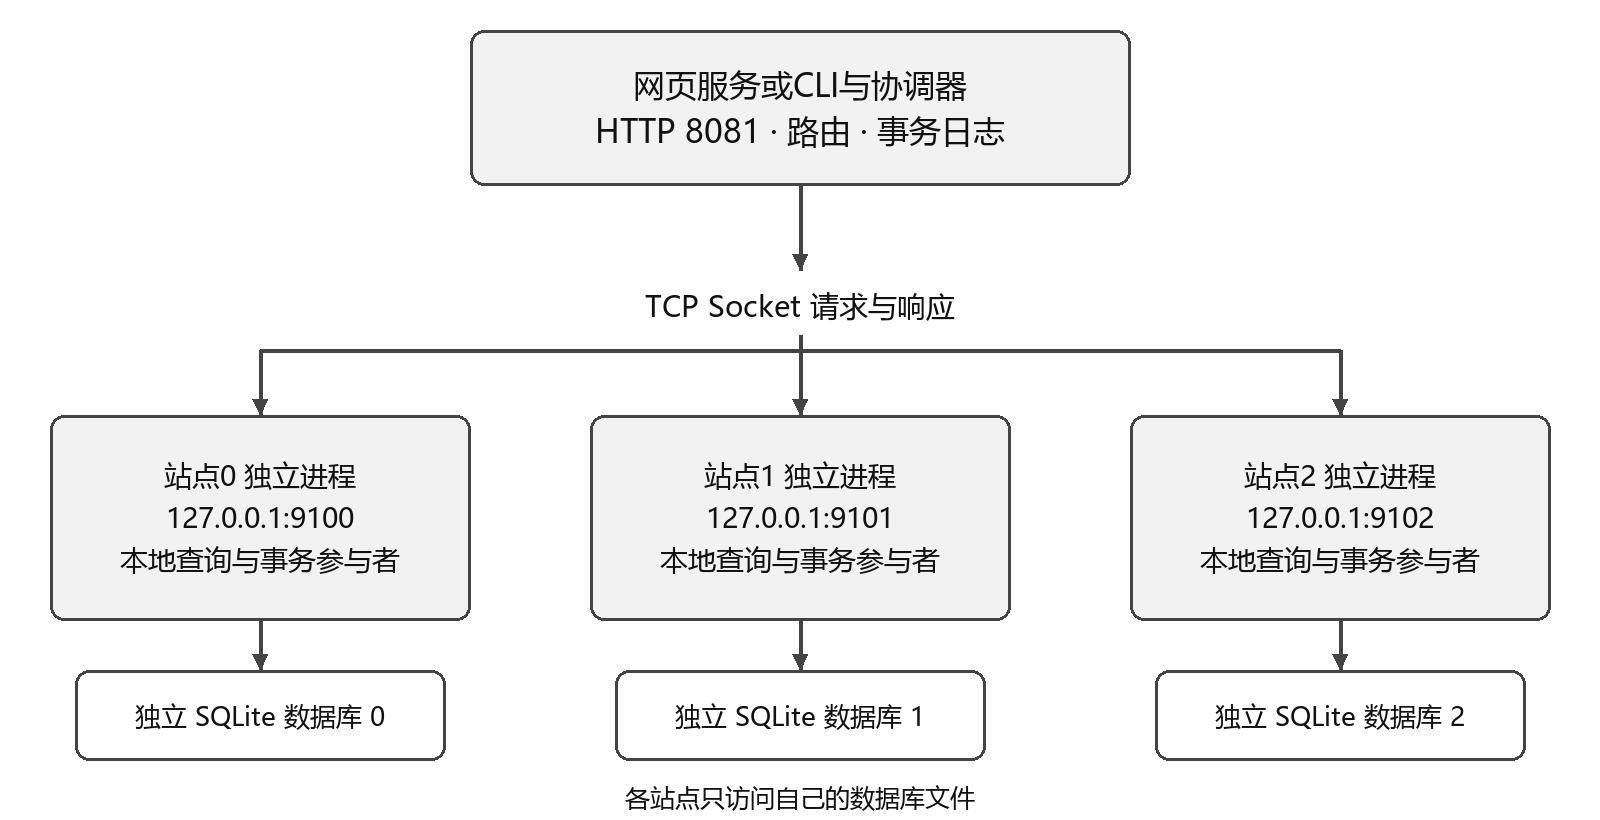 网页服务或CLI与协调器
HTTP 8081 · 路由 · 事务日志
TCP Socket 请求与响应
站点0 独立进程
127.0.0.1:9100
本地查询与事务参与者
站点1 独立进程
127.0.0.1:9101
本地查询与事务参与者
站点2 独立进程
127.0.0.1:9102
本地查询与事务参与者
独立 SQLite 数据库 0
独立 SQLite 数据库 1
独立 SQLite 数据库 2
各站点只访问自己的数据库文件